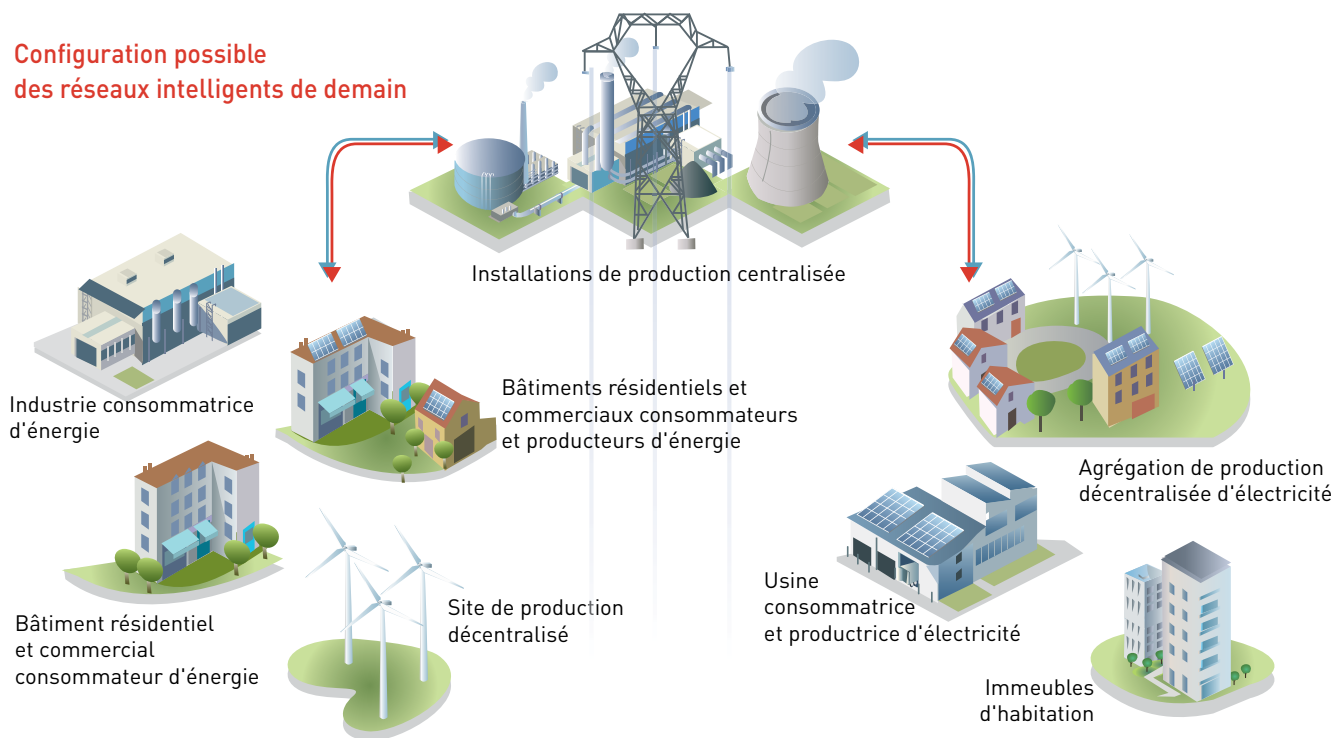 Configuration possible
des réseaux intelligents de demain
Installations de production centralisée
Industrie consommatrice
d'énergie
Bâtiments résidentiels et
commerciaux consommateurs
et producteurs d'énergie
Agrégation de production
décentralisée d'électricité
Bâtiment résidentiel
et commercial
consommateur d'énergie
Site de production
décentralisé
Usine
consommatrice
et productrice d'électricité
Immeubles
d'habitation